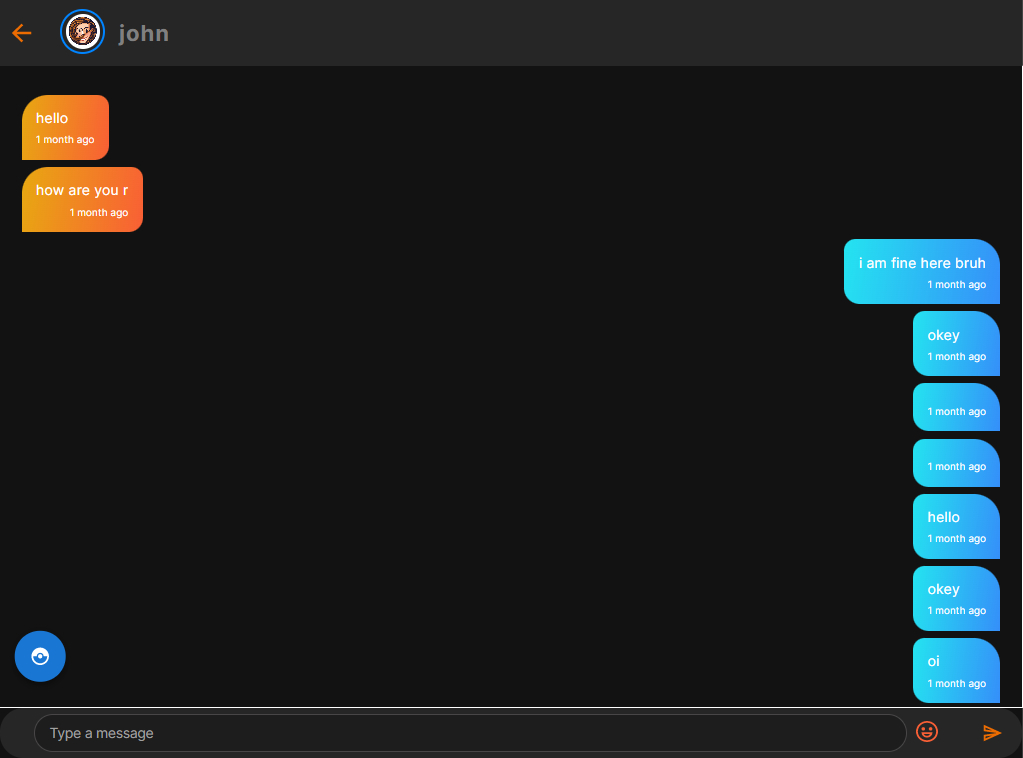 john
hello
1 month ago
how are you r
1 month ago
i am fine here bruh
1 month ago
okey
1 month ago
1 month ago
1 month ago
hello
1 month ago
okey
1 month ago
oi
1 month ago
Type a message